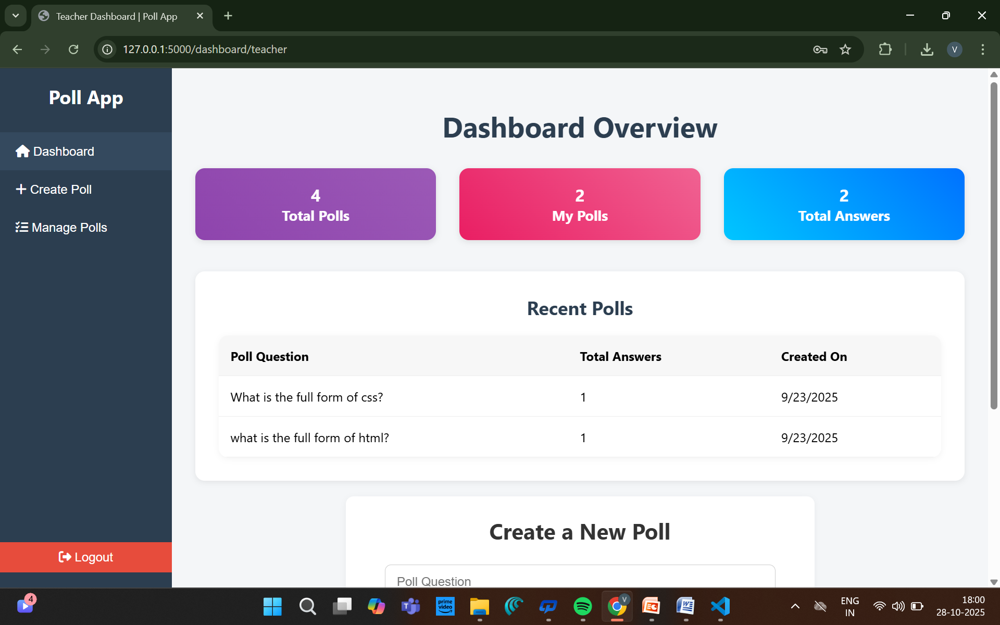 Teacher Dashboard | Poll App
127.0.0.1:5000/dashboard/teacher
V
Poll App
Dashboard
Create Poll
Manage Polls
Logout
Dashboard Overview
4
Total Polls
2
My Polls
2
Total Answers
Recent Polls
Poll Question Total Answers Created On
What is the full form of css? 1 9/23/2025
what is the full form of html? 1 9/23/2025
Create a New Poll
Poll Question
4
T
prime
video
V
W
ENG
IN
18:00
28-10-2025